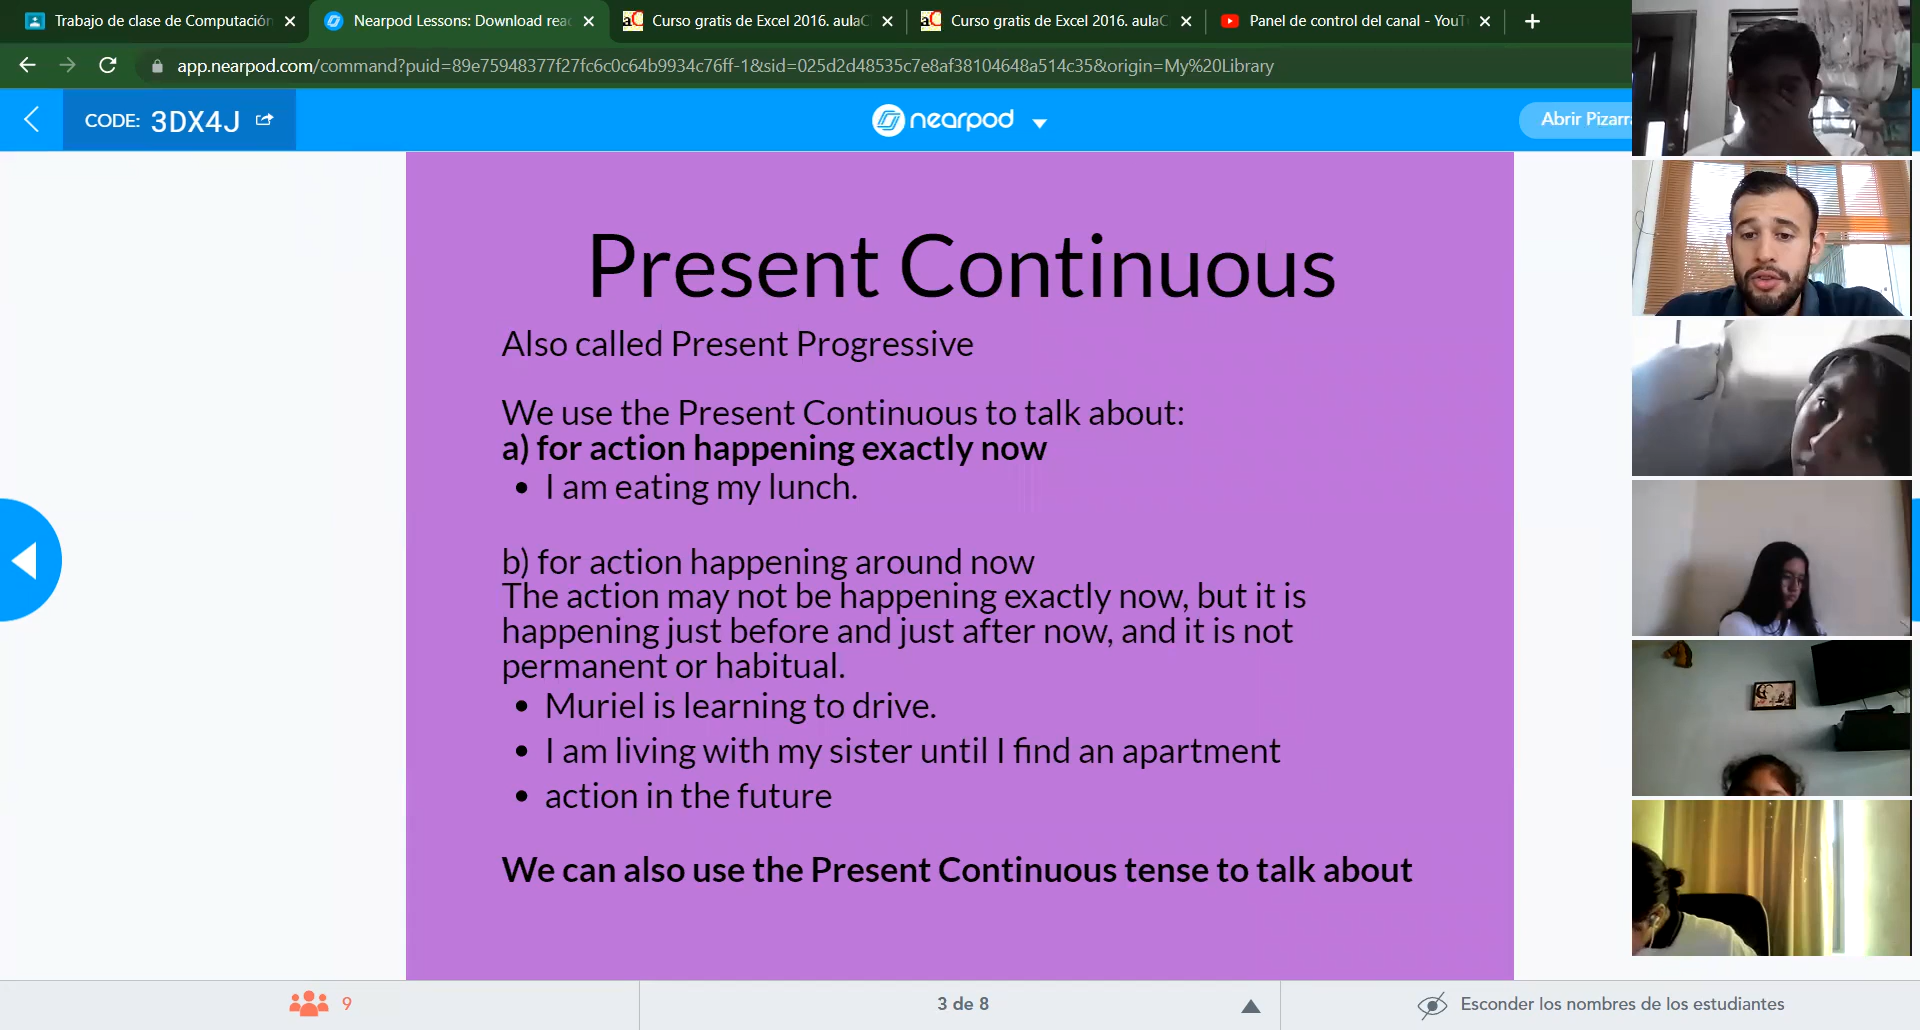 Trabajo de clase de Computación
Nearpod Lessons: Download rea
Curso gratis de Excel 2016. aulaC
Curso gratis de Excel 2016. aulaC
Panel de control del canal - YouT
app.nearpod.com/command?puid=89e75948377f27fc6c0c64b9934c76ff-1&sid=025d2d48535c7e8af38104648a514c35&origin=My%20Library
CODE: 3DX4J
nearpod
Abrir Pizarr
Present Continuous
Also called Present Progressive
We use the Present Continuous to talk about:
a) for action happening exactly now
• I am eating my lunch.
b) for action happening around now
The action may not be happening exactly now, but it is
happening just before and just after now, and it is not
permanent or habitual.
• Muriel is learning to drive.
• I am living with my sister until I find an apartment
• action in the future
We can also use the Present Continuous tense to talk about
9
3 de 8
Esconder los nombres de los estudiantes